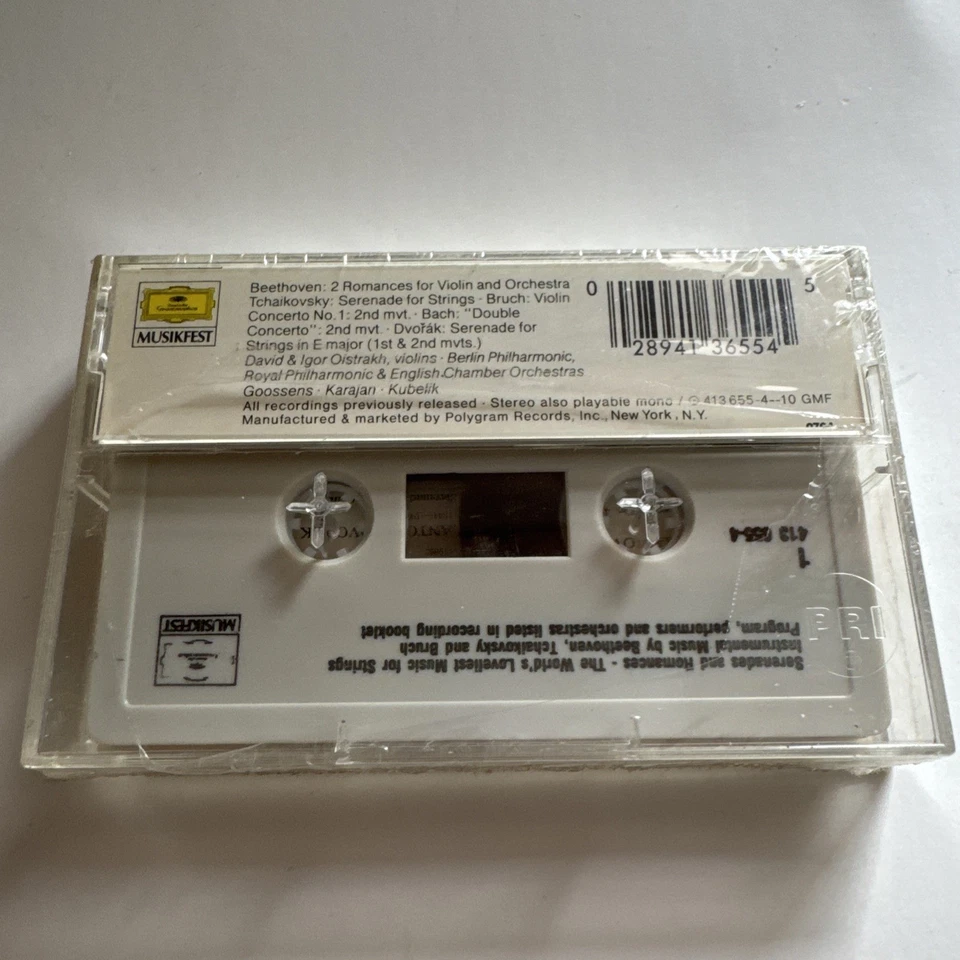 Deutsche
Grammophon
MUSIKFEST
Beethoven: 2 Romances for Violin and Orchestra
Tchaikovsky: Serenade for Strings · Bruch: Violin
Concerto No. 1: 2nd mvt. · Bach: "Double
Concerto": 2nd mvt. · Dvořák: Serenade for
Strings in E major (1st & 2nd mvts.)
David & Igor Oistrakh, violins · Berlin Philharmonic,
Royal Philharmonic & English Chamber Orchestras
Goossens · Karajan · Kubelik
All recordings previously released · Stereo also playable mono / ℗ 413 655-4--10 GMF
Manufactured & marketed by Polygram Records, Inc., New York, N.Y.
0 28941 36554 5
1
413 655-4
Serenades and Romances - The World's Loveliest Music for Strings
Instrumental Music by Beethoven, Tchaikovsky and Bruch
Program, performers and orchestras listed in recording booklet
MUSIKFEST
PRI